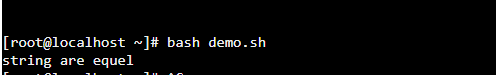 [root@localhost ~]# bash demo.sh
string are equel